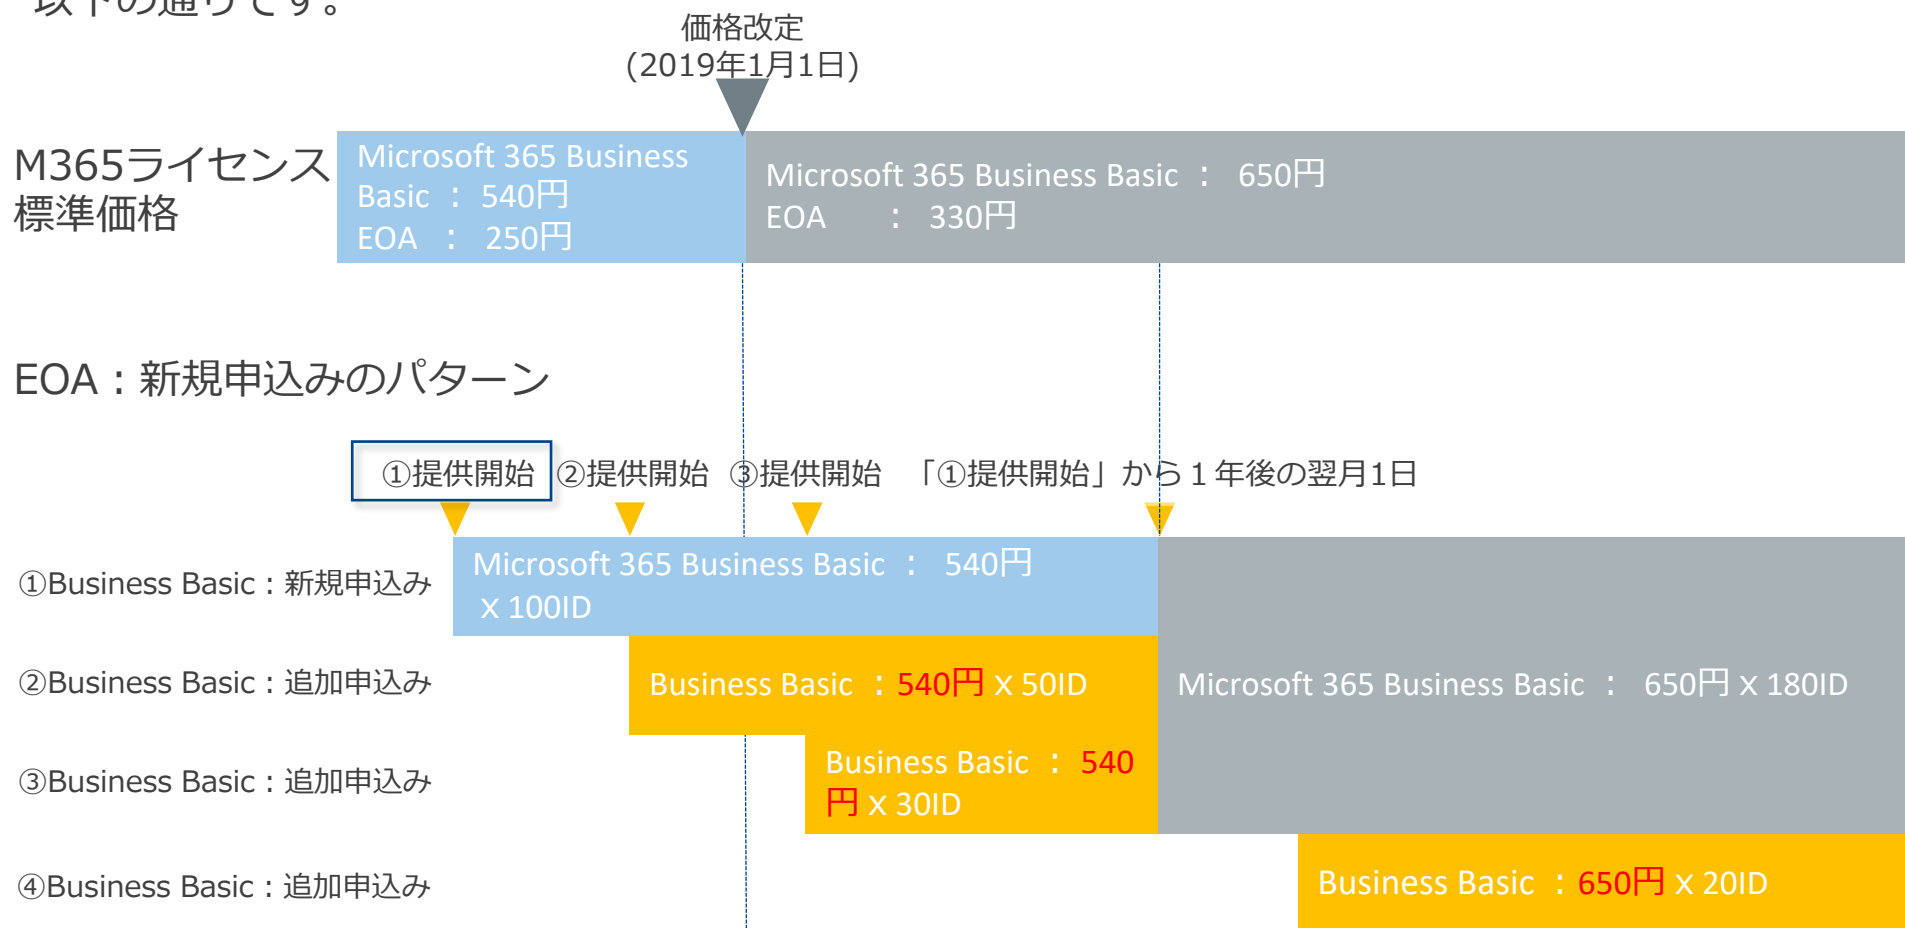 以下の通りです。
価格改定
(2019年1月1日)
M365ライセンス
標準価格
Microsoft 365 Business
Basic ： 540円
EOA ： 250円
Microsoft 365 Business Basic ： 650円
EOA ： 330円
EOA：新規申込みのパターン
①提供開始 ②提供開始 ③提供開始 「①提供開始」から１年後の翌月1日
①Business Basic：新規申込み
Microsoft 365 Business Basic ： 540円
x 100ID
②Business Basic：追加申込み
Business Basic ：540円 x 50ID
Microsoft 365 Business Basic ： 650円 x 180ID
③Business Basic：追加申込み
Business Basic ： 540
円 x 30ID
④Business Basic：追加申込み
Business Basic ：650円 x 20ID